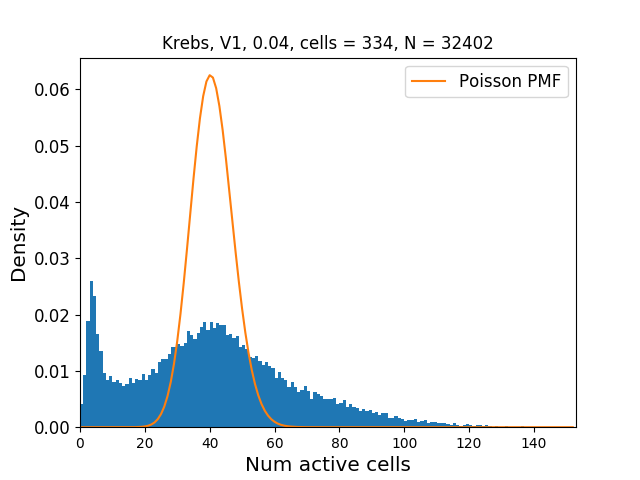 Krebs, V1, 0.04, cells = 334, N = 32402
Poisson PMF
0.06
0.05
0.04
0.03
0.02
0.01
0.00
Density
0 20 40 60 80 100 120 140
Num active cells